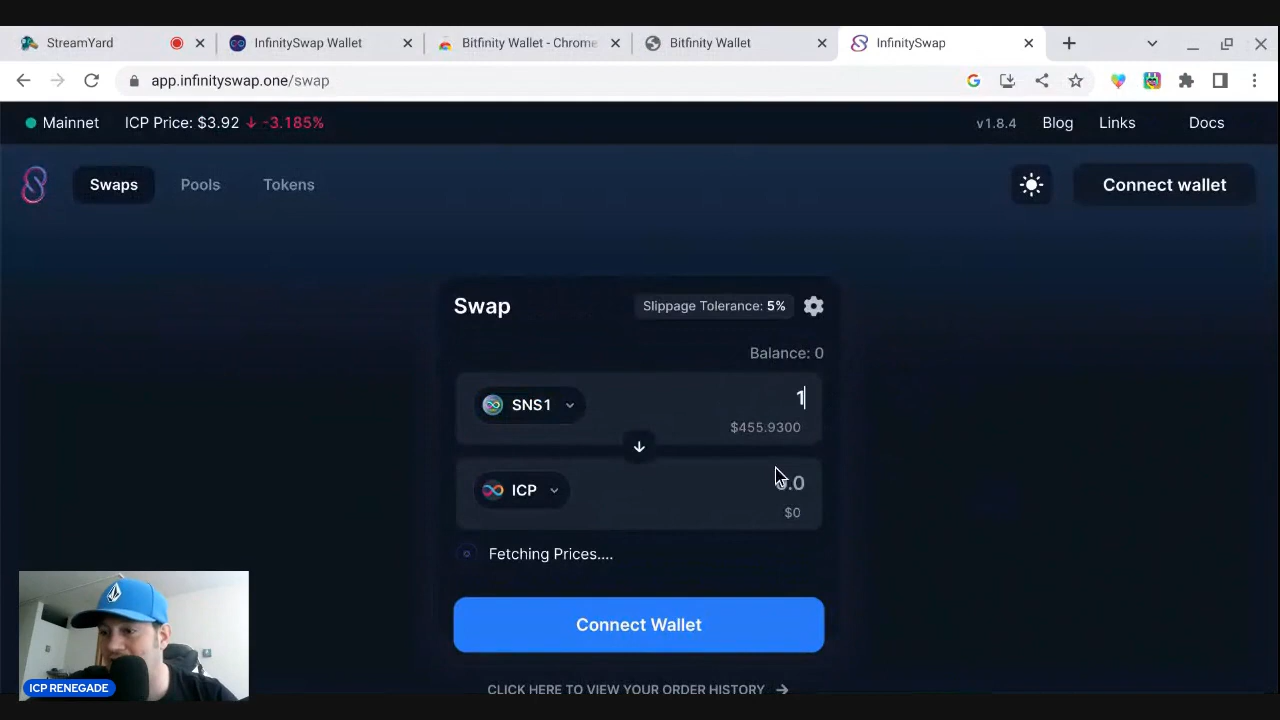 StreamYard
InfinitySwap Wallet
Bitfinity Wallet - Chrome
Bitfinity Wallet
InfinitySwap
app.infinityswap.one/swap
Mainnet
ICP Price: $3.92 ↓ -3.185%
v1.8.4
Blog
Links
Docs
Swaps
Pools
Tokens
Connect wallet
Swap
Slippage Tolerance: 5%
Balance: 0
SNS1
1
$455.9300
ICP
$0
Fetching Prices....
Connect Wallet
CLICK HERE TO VIEW YOUR ORDER HISTORY →
ICP RENEGADE